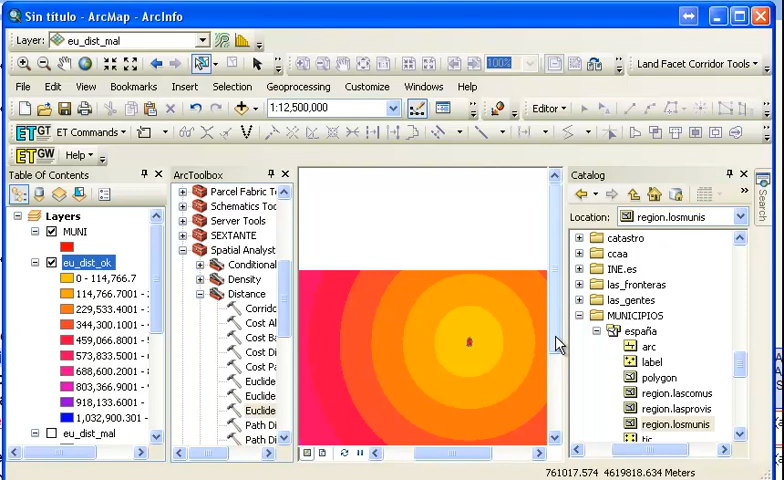 Sin título - ArcMap - ArcInfo
Layer: eu_dist_mal
100%
Land Facet Corridor Tools
File Edit View Bookmarks Insert Selection Geoprocessing Customize Windows Help
1:12,500,000
Editor
ET GT ET Commands
ET GW Help
Table Of Contents
ArcToolbox
Catalog
Search
Location: region.losmunis
Layers
MUNI
eu_dist_ok
0 - 114,766.7
114,766.7001 - 2
229,533.4001 -
344,300.1001 -
459,066.8001 -
573,833.5001 -
688,600.2001 -
803,366.9001 -
918,133.6001 -
1,032,900.301 -
eu_dist_mal
Parcel Fabric T
Schematics Too
Server Tools
SEXTANTE
Spatial Analyst
Conditional
Density
Distance
Corrido
Cost Al
Cost Ba
Cost Di
Cost Pa
Euclide
Euclide
Euclide
Path Di
Path Di
catastro
ccaa
INE.es
las_fronteras
las_gentes
MUNICIPIOS
españa
arc
label
polygon
region.lascomus
region.lasprovis
region.losmunis
tic
761017.574 4619818.634 Meters